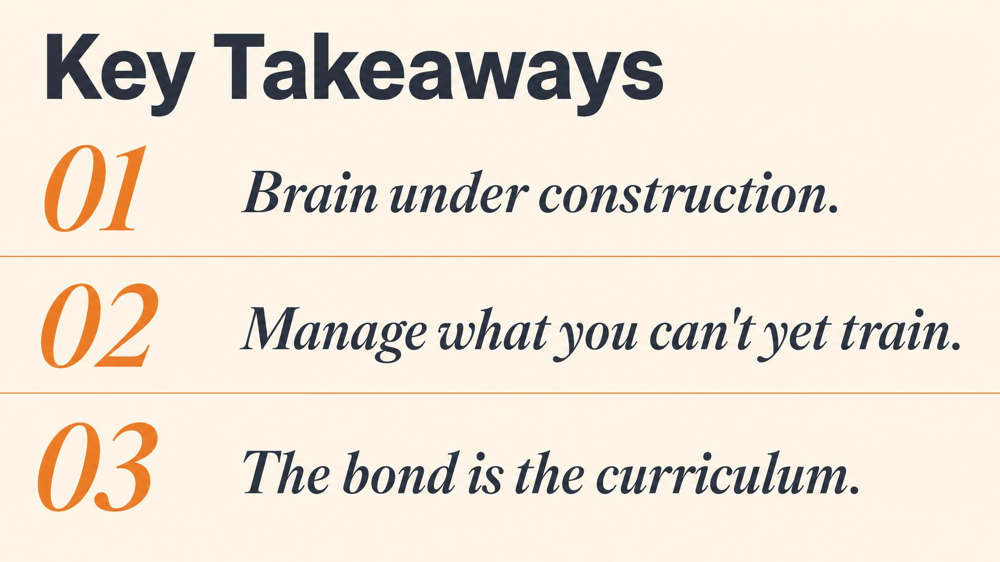 Key Takeaways
01
Brain under construction.
02
Manage what you can't yet train.
03
The bond is the curriculum.